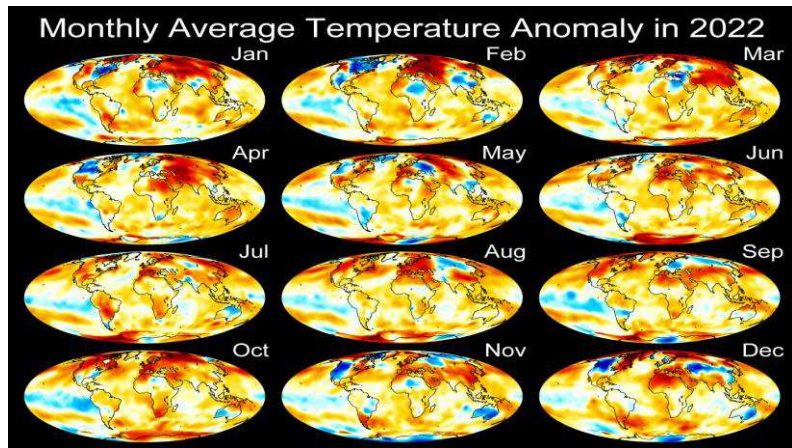 Monthly Average Temperature Anomaly in 2022
Jan
Feb
Mar
Apr
May
Jun
Jul
Aug
Sep
Oct
Nov
Dec